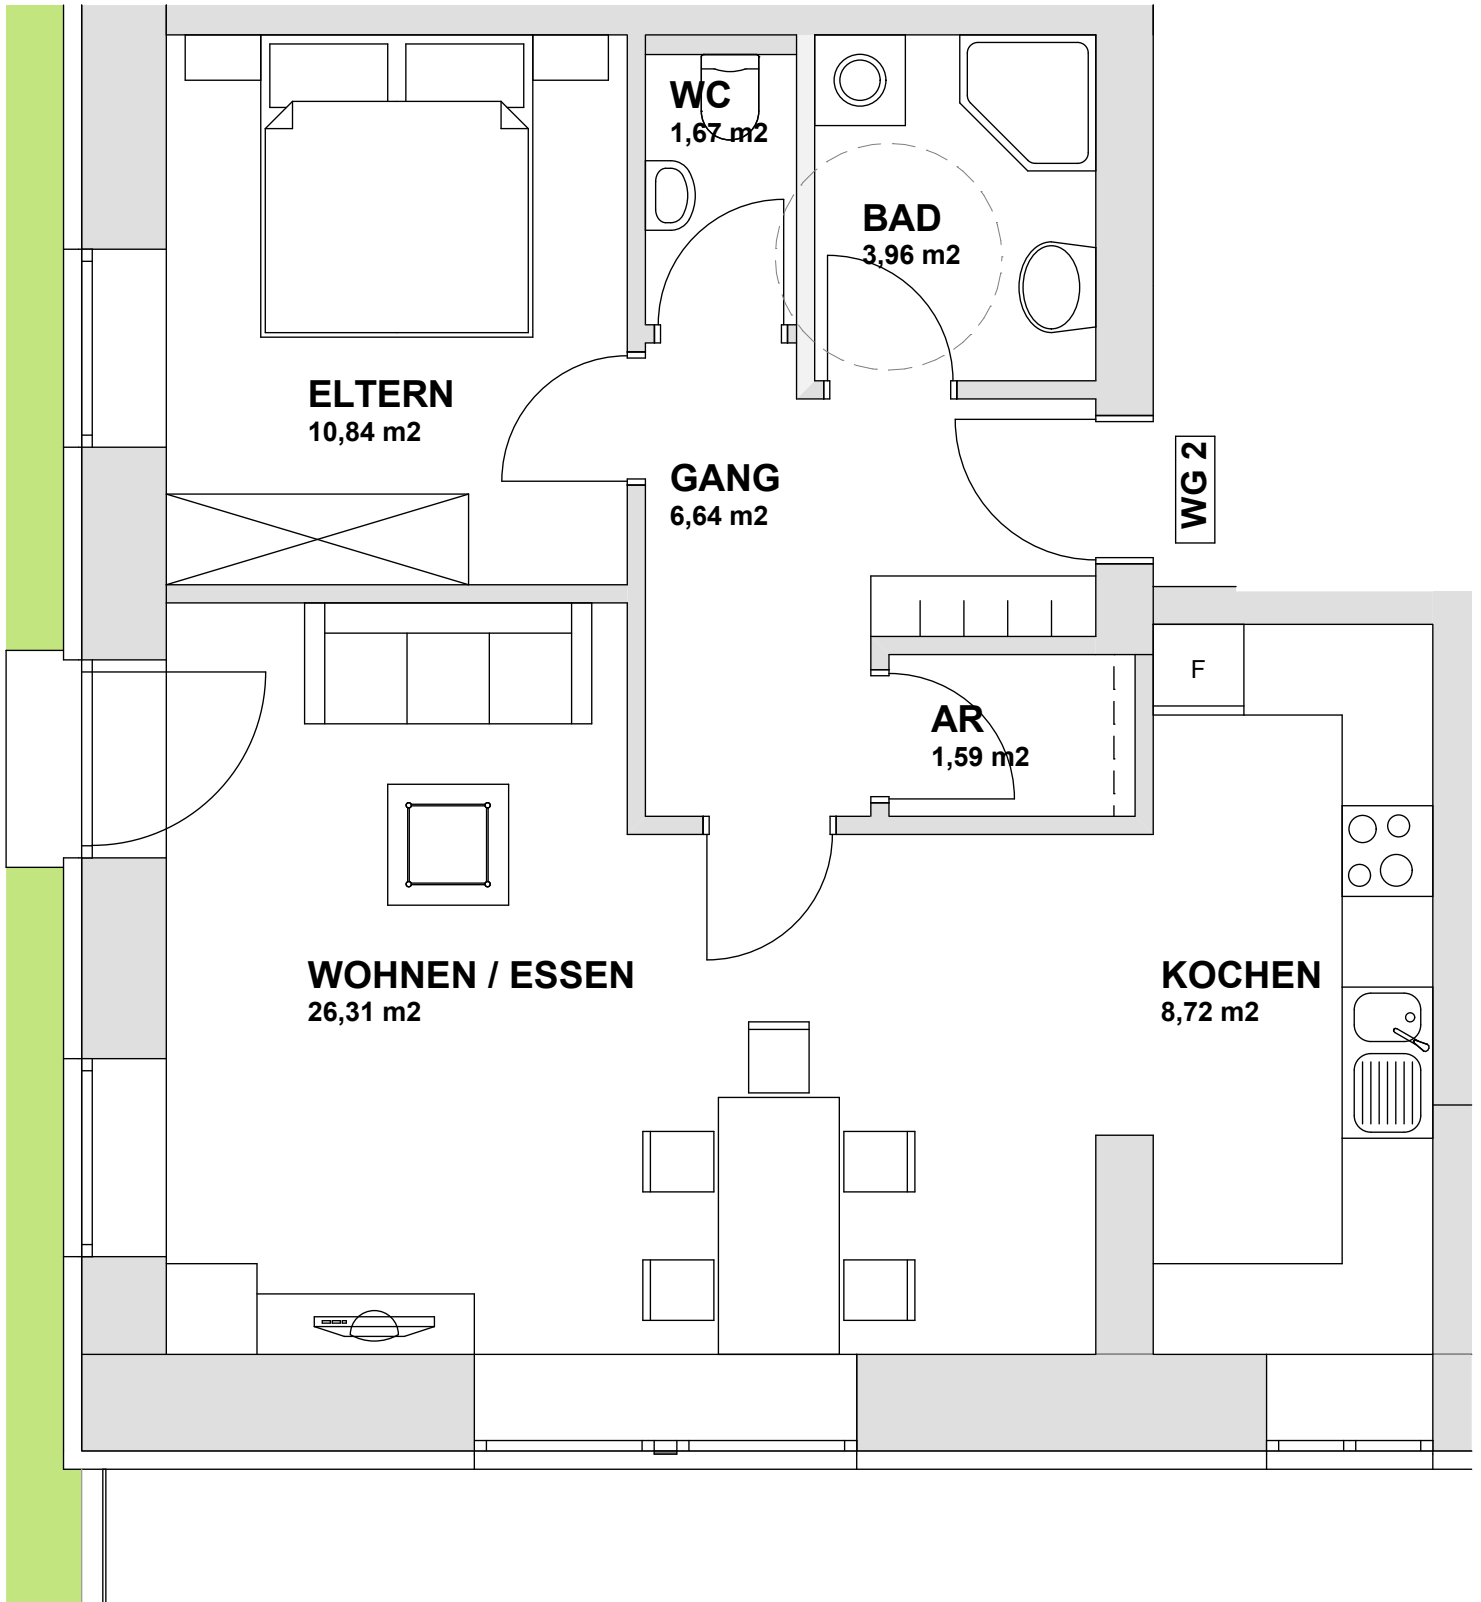 WC
1,67 m2
BAD
3,96 m2
ELTERN
10,84 m2
GANG
6,64 m2
WG 2
F
AR
1,59 m2
WOHNEN / ESSEN
26,31 m2
KOCHEN
8,72 m2